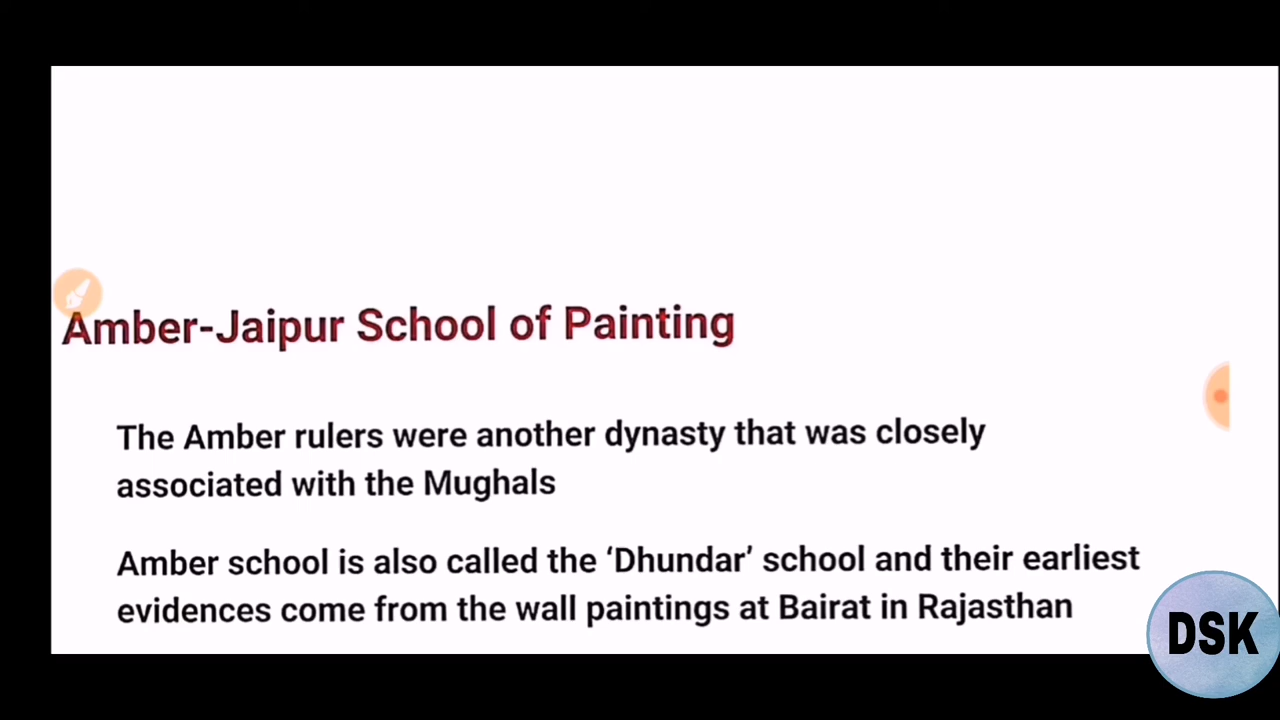 Amber-Jaipur School of Painting
The Amber rulers were another dynasty that was closely
associated with the Mughals
Amber school is also called the ‘Dhundar’ school and their earliest
evidences come from the wall paintings at Bairat in Rajasthan
DSK